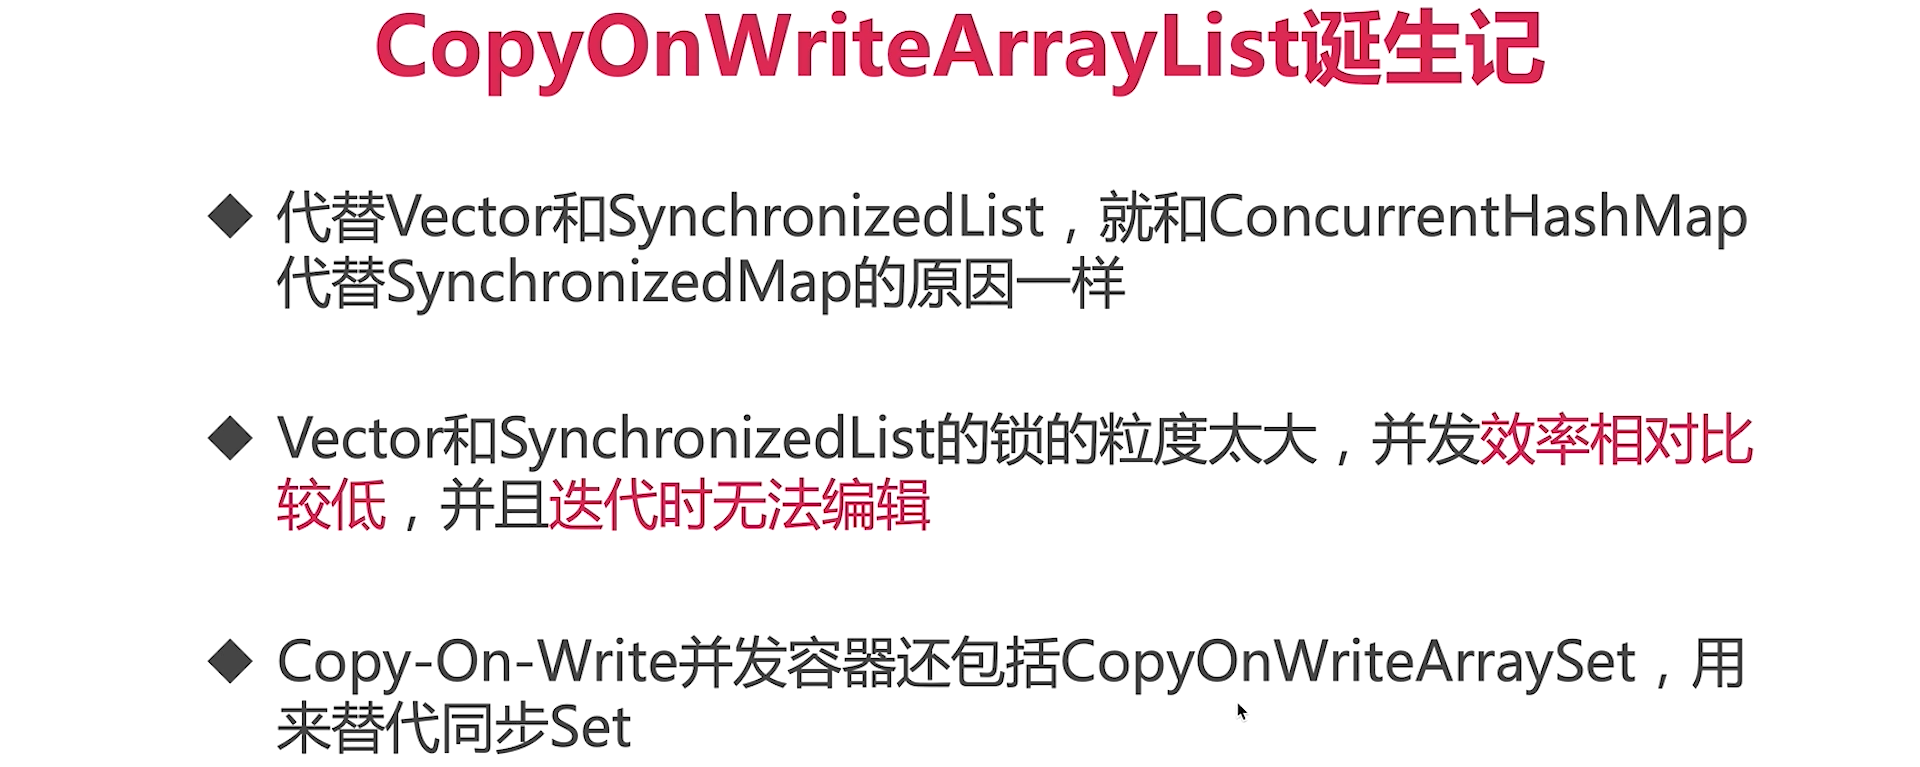 CopyOnWriteArrayList诞生记
◆ 代替Vector和SynchronizedList，就和ConcurrentHashMap
代替SynchronizedMap的原因一样
◆ Vector和SynchronizedList的锁的粒度太大，并发效率相对比
较低，并且迭代时无法编辑
◆ Copy-On-Write并发容器还包括CopyOnWriteArraySet，用
来替代同步Set